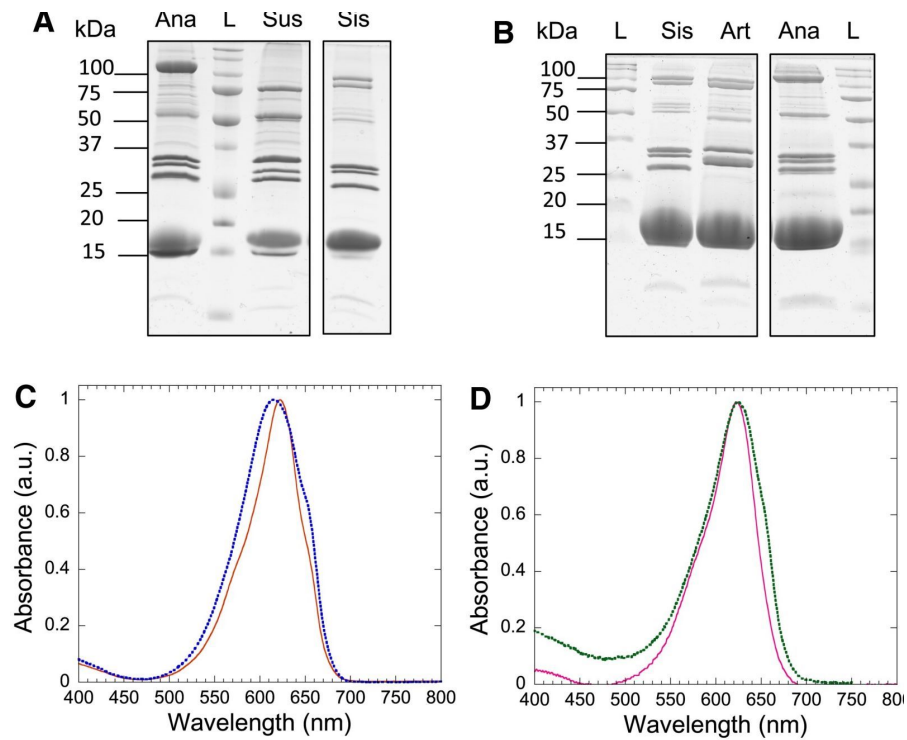 A
kDa
Ana L Sus Sis
100
75
50
37
25
20
15
B
kDa L Sis Art Ana L
100
75
50
37
25
20
15
C
Absorbance (a.u.)
1
0.8
0.6
0.4
0.2
0
400 450 500 550 600 650 700 750 800
Wavelength (nm)
D
Absorbance (a.u.)
1
0.8
0.6
0.4
0.2
0
400 450 500 550 600 650 700 750 800
Wavelength (nm)